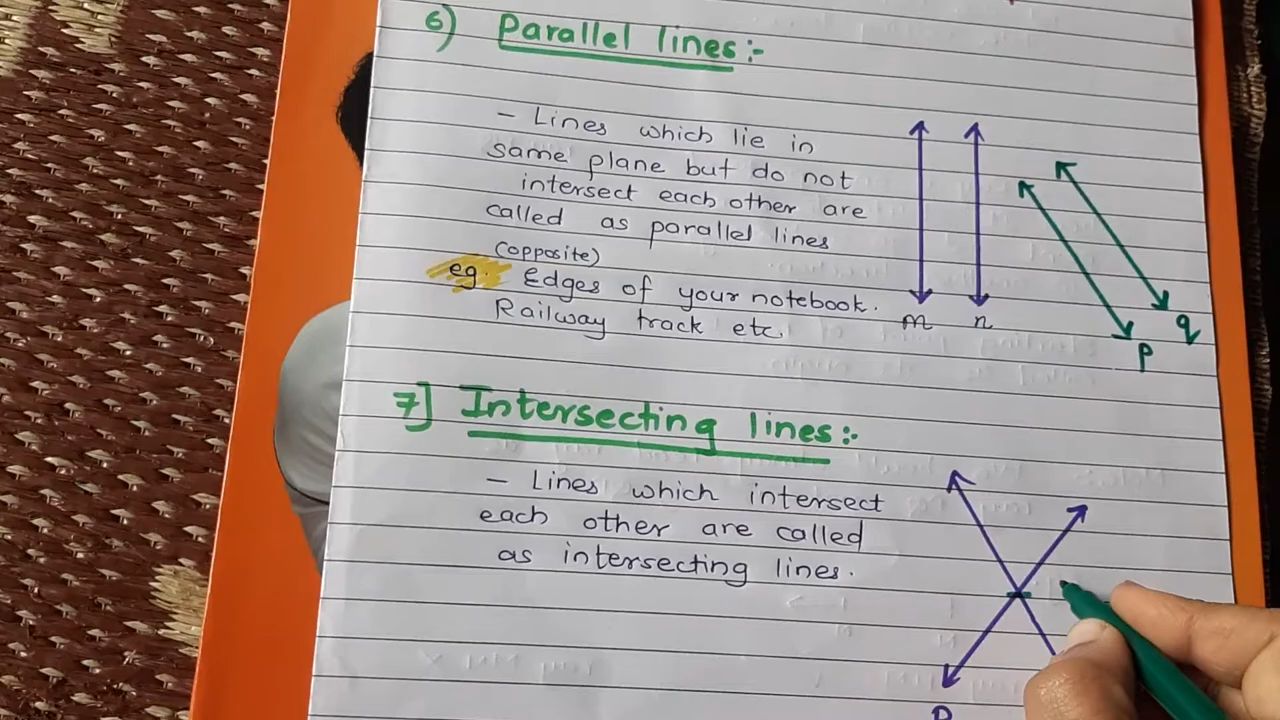 6) Parallel lines:-
- Lines which lie in
same plane but do not
intersect each other are
called as parallel lines
(opposite)
eg. Edges of your notebook.
Railway track etc.
m n
p q
7] Intersecting lines:-
- Lines which intersect
each other are called
as intersecting lines.